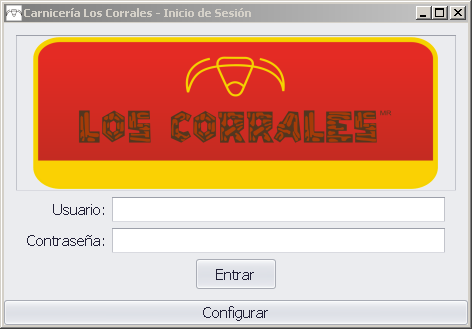 Carnicería Los Corrales - Inicio de Sesión
LOS CORRALES
Usuario:
Contraseña:
Entrar
Configurar